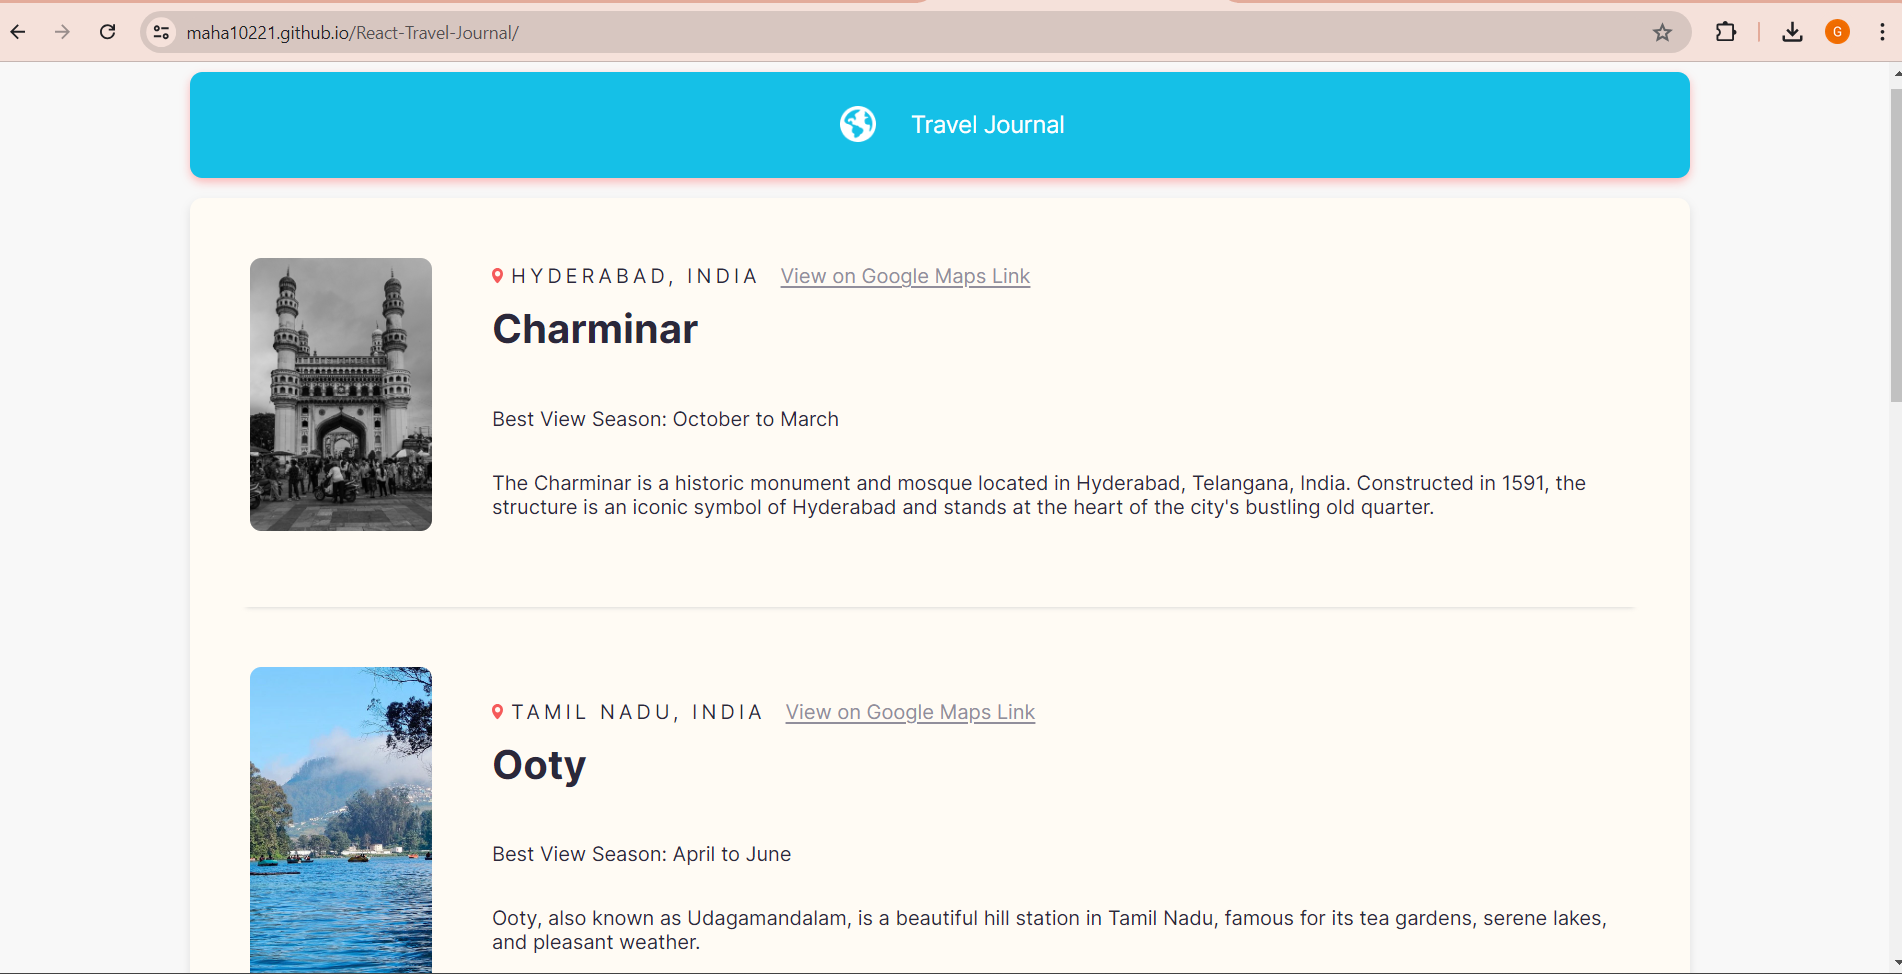 maha10221.github.io/React-Travel-Journal/
G
Travel Journal
HYDERABAD, INDIA View on Google Maps Link
Charminar
Best View Season: October to March
The Charminar is a historic monument and mosque located in Hyderabad, Telangana, India. Constructed in 1591, the
structure is an iconic symbol of Hyderabad and stands at the heart of the city's bustling old quarter.
TAMIL NADU, INDIA View on Google Maps Link
Ooty
Best View Season: April to June
Ooty, also known as Udagamandalam, is a beautiful hill station in Tamil Nadu, famous for its tea gardens, serene lakes,
and pleasant weather.